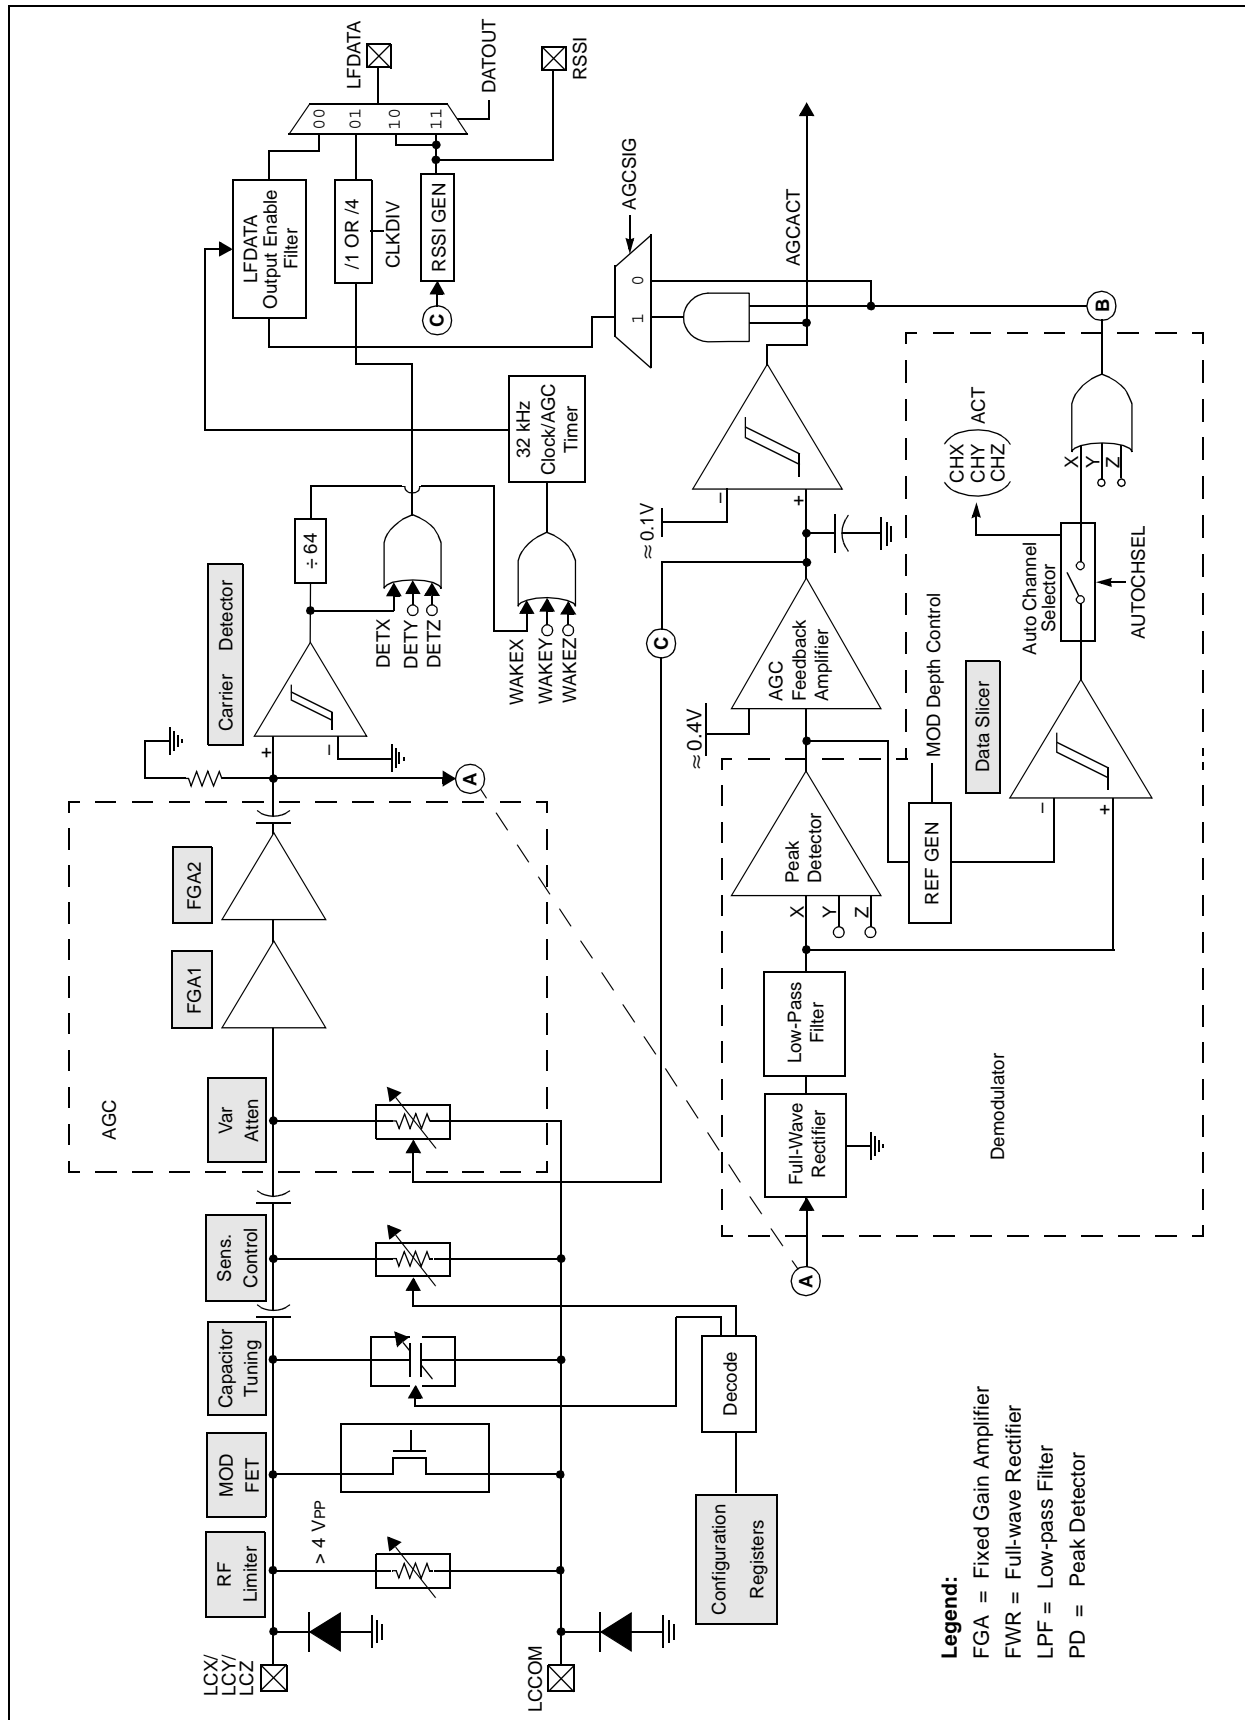 LCX/
LCY/
LCZ
LCCOM
RF
Limiter
> 4 VPP
MOD
FET
Capacitor
Tuning
Sens.
Control
Var
Atten
AGC
FGA1
FGA2
A
+
–
Carrier Detector
÷ 64
DETX
DETY
DETZ
WAKEX
WAKEY
WAKEZ
32 kHz
Clock/AGC
Timer
LFDATA
Output Enable
Filter
/1 OR /4
CLKDIV
RSSI GEN
C
00
01
10
11
LFDATA
DATOUT
RSSI
Configuration
Registers
Decode
A
Full-Wave
Rectifier
Low-Pass
Filter
X
Y
Z
Peak
Detector
≈ 0.4V
AGC
Feedback
Amplifier
C
≈ 0.1V
–
+
1
0
AGCSIG
AGCACT
Demodulator
REF GEN
MOD Depth Control
–
+
Data Slicer
Auto Channel
Selector
AUTOCHSEL
CHX
CHY
CHZ
ACT
X
Y
Z
B
Legend:
FGA = Fixed Gain Amplifier
FWR = Full-wave Rectifier
LPF = Low-pass Filter
PD = Peak Detector